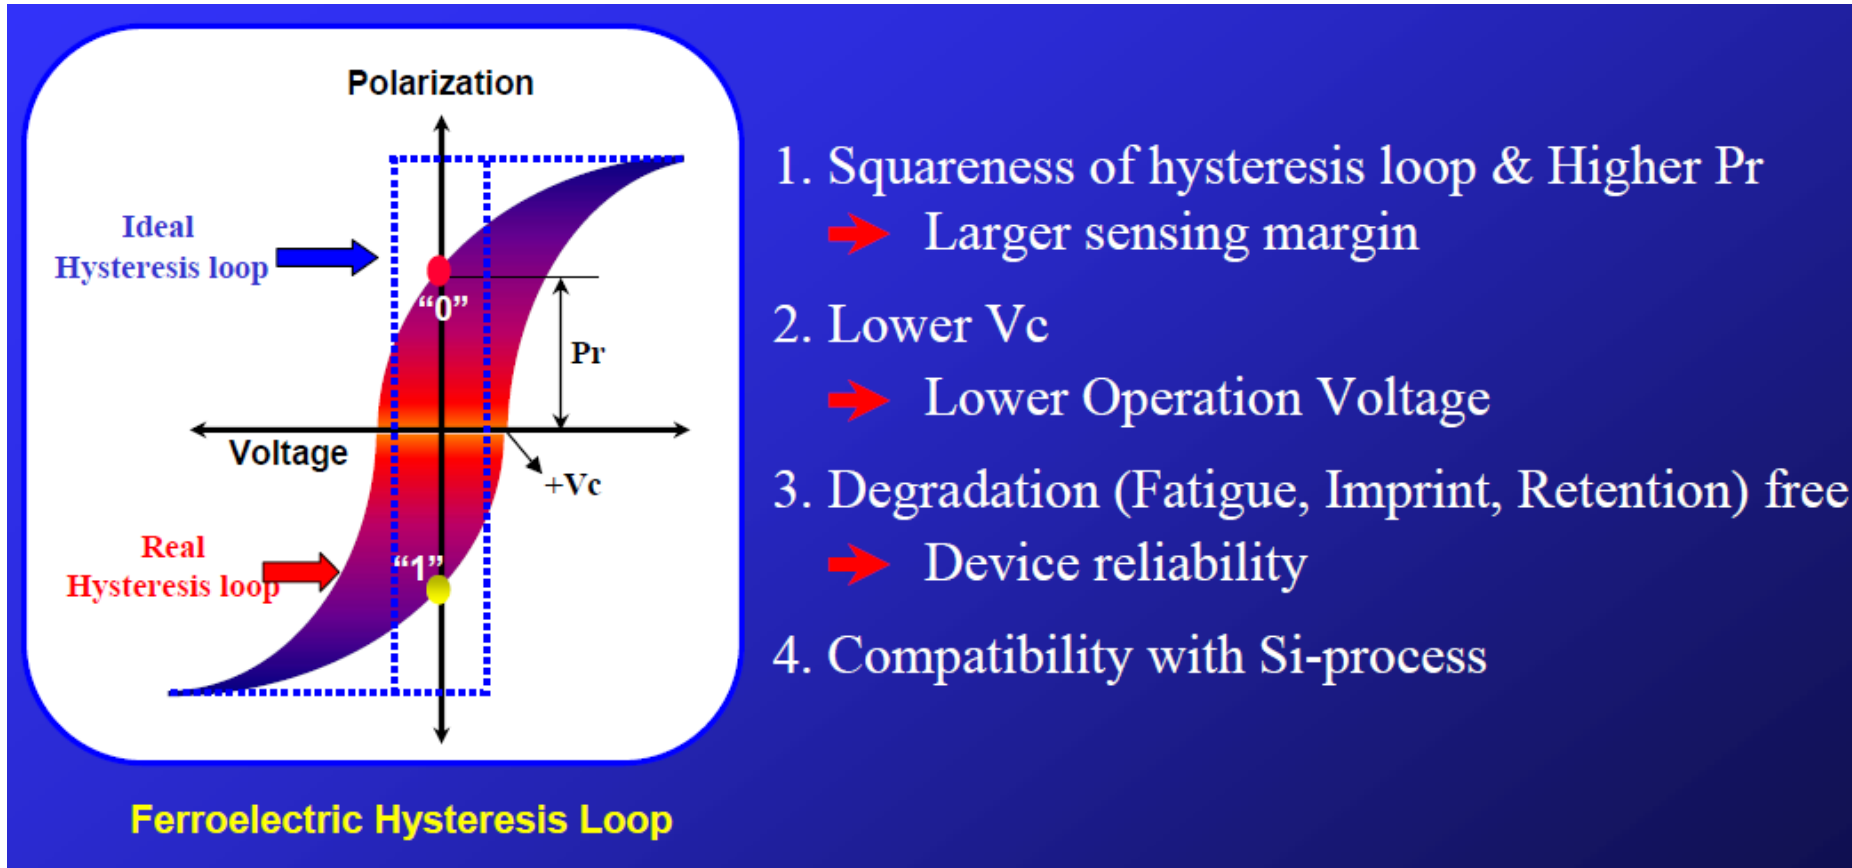 Polarization
Ideal
Hysteresis loop
“0”
Pr
Voltage
+Vc
Real
Hysteresis loop
“1”
Ferroelectric Hysteresis Loop
1. Squareness of hysteresis loop & Higher Pr
Larger sensing margin
2. Lower Vc
Lower Operation Voltage
3. Degradation (Fatigue, Imprint, Retention) free
Device reliability
4. Compatibility with Si-process